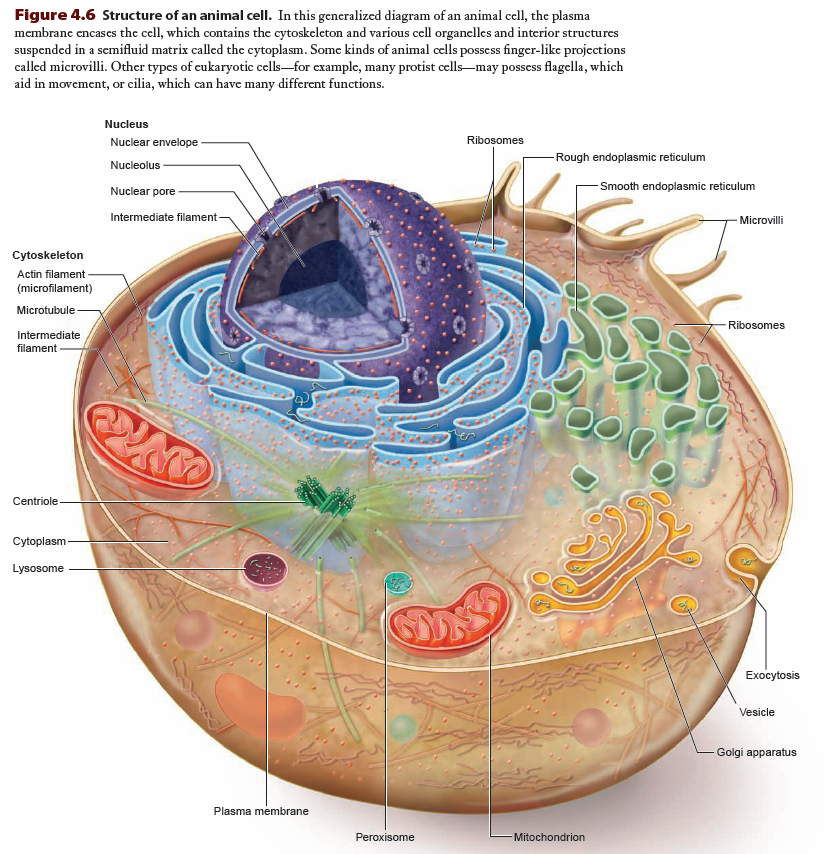 Figure 4.6 Structure of an animal cell. In this generalized diagram of an animal cell, the plasma
membrane encases the cell, which contains the cytoskeleton and various cell organelles and interior structures
suspended in a semifluid matrix called the cytoplasm. Some kinds of animal cells possess finger-like projections
called microvilli. Other types of eukaryotic cells—for example, many protist cells—may possess flagella, which
aid in movement, or cilia, which can have many different functions.
Nucleus
Nuclear envelope
Nucleolus
Nuclear pore
Intermediate filament
Ribosomes
Rough endoplasmic reticulum
Smooth endoplasmic reticulum
Microvilli
Ribosomes
Cytoskeleton
Actin filament
(microfilament)
Microtubule
Intermediate
filament
Centriole
Cytoplasm
Lysosome
Exocytosis
Vesicle
Golgi apparatus
Plasma membrane
Peroxisome
Mitochondrion